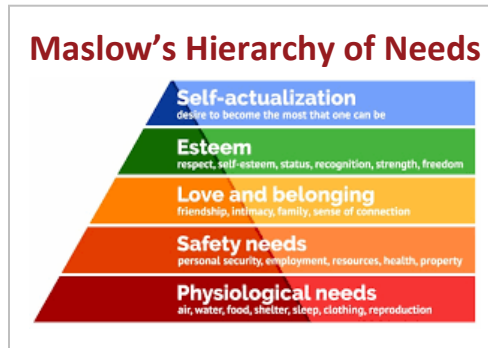 Maslow’s Hierarchy of Needs
Self-actualization
desire to become the most that one can be
Esteem
respect, self-esteem, status, recognition, strength, freedom
Love and belonging
friendship, intimacy, family, sense of connection
Safety needs
personal security, employment, resources, health, property
Physiological needs
air, water, food, shelter, sleep, clothing, reproduction